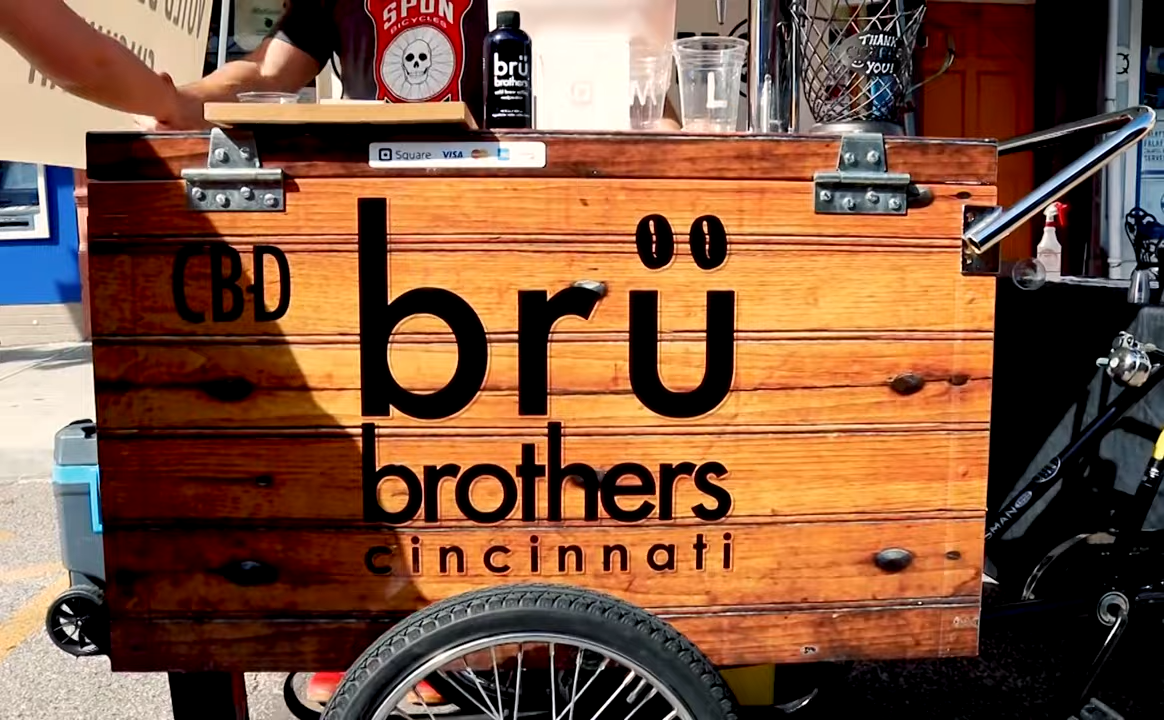 SPUN
BICYCLES
brü
brothers
M
L
THANK
YOU!
Square VISA
CBD
brü
brothers
cincinnati